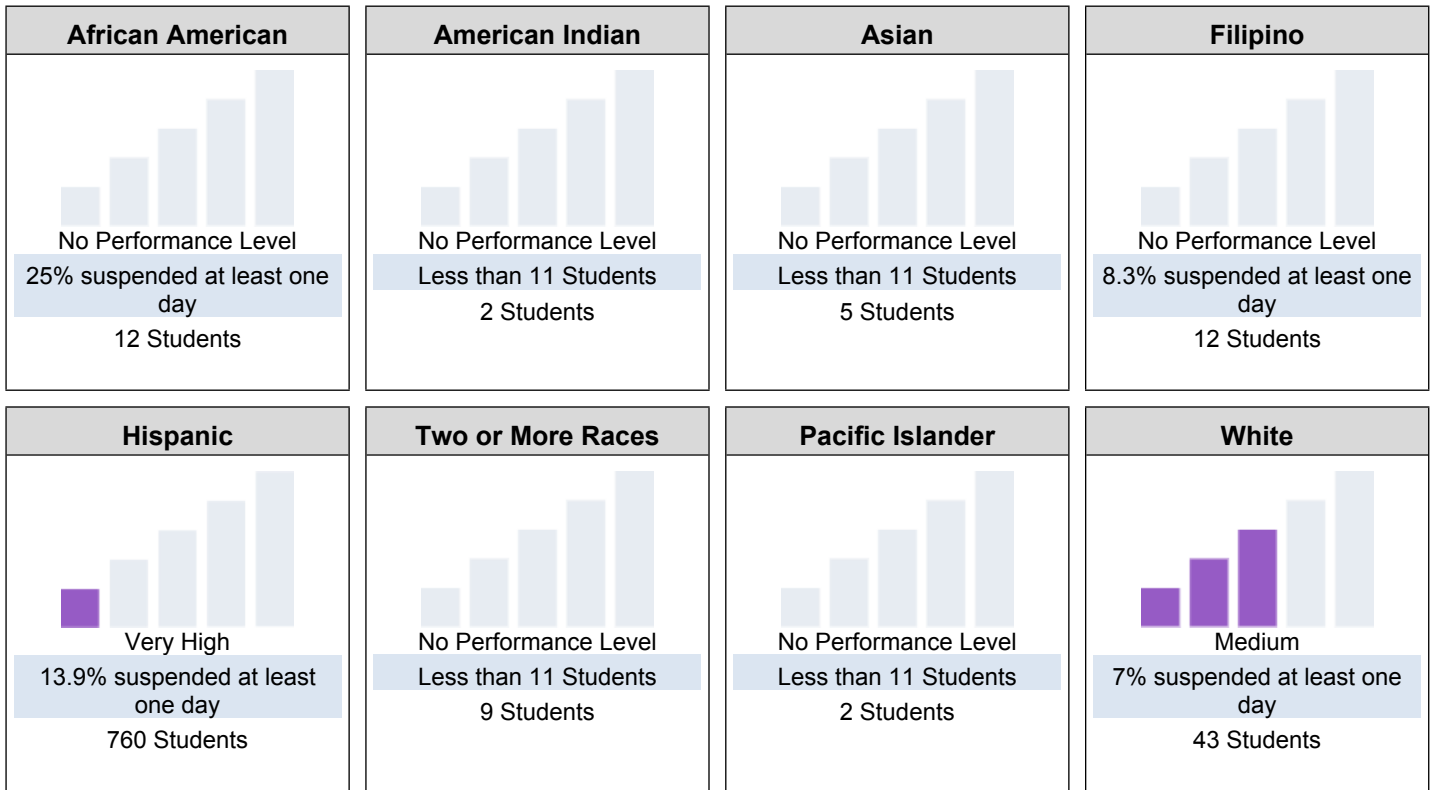 African American
No Performance Level
25% suspended at least one
day
12 Students
American Indian
No Performance Level
Less than 11 Students
2 Students
Asian
No Performance Level
Less than 11 Students
5 Students
Filipino
No Performance Level
8.3% suspended at least one
day
12 Students
Hispanic
Very High
13.9% suspended at least
one day
760 Students
Two or More Races
No Performance Level
Less than 11 Students
9 Students
Pacific Islander
No Performance Level
Less than 11 Students
2 Students
White
Medium
7% suspended at least one
day
43 Students